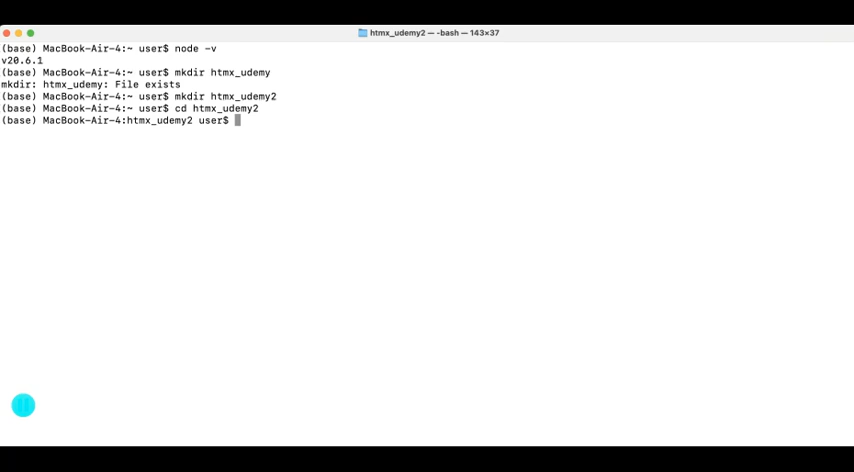 htmx_udemy2 — -bash — 143×37
(base) MacBook-Air-4:~ user$ node -v
v20.6.1
(base) MacBook-Air-4:~ user$ mkdir htmx_udemy
mkdir: htmx_udemy: File exists
(base) MacBook-Air-4:~ user$ mkdir htmx_udemy2
(base) MacBook-Air-4:~ user$ cd htmx_udemy2
(base) MacBook-Air-4:htmx_udemy2 user$